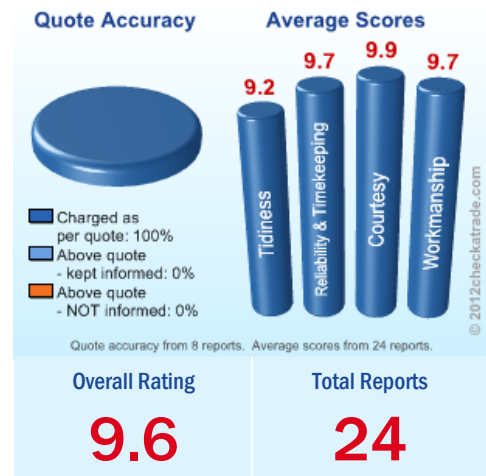 Quote Accuracy
Charged as
per quote: 100%
Above quote
- kept informed: 0%
Above quote
- NOT informed: 0%
Average Scores
9.2
9.7
9.9
9.7
Tidiness
Reliability & Timekeeping
Courtesy
Workmanship
© 2012checkatrade.com
Quote accuracy from 8 reports. Average scores from 24 reports.
Overall Rating
9.6
Total Reports
24